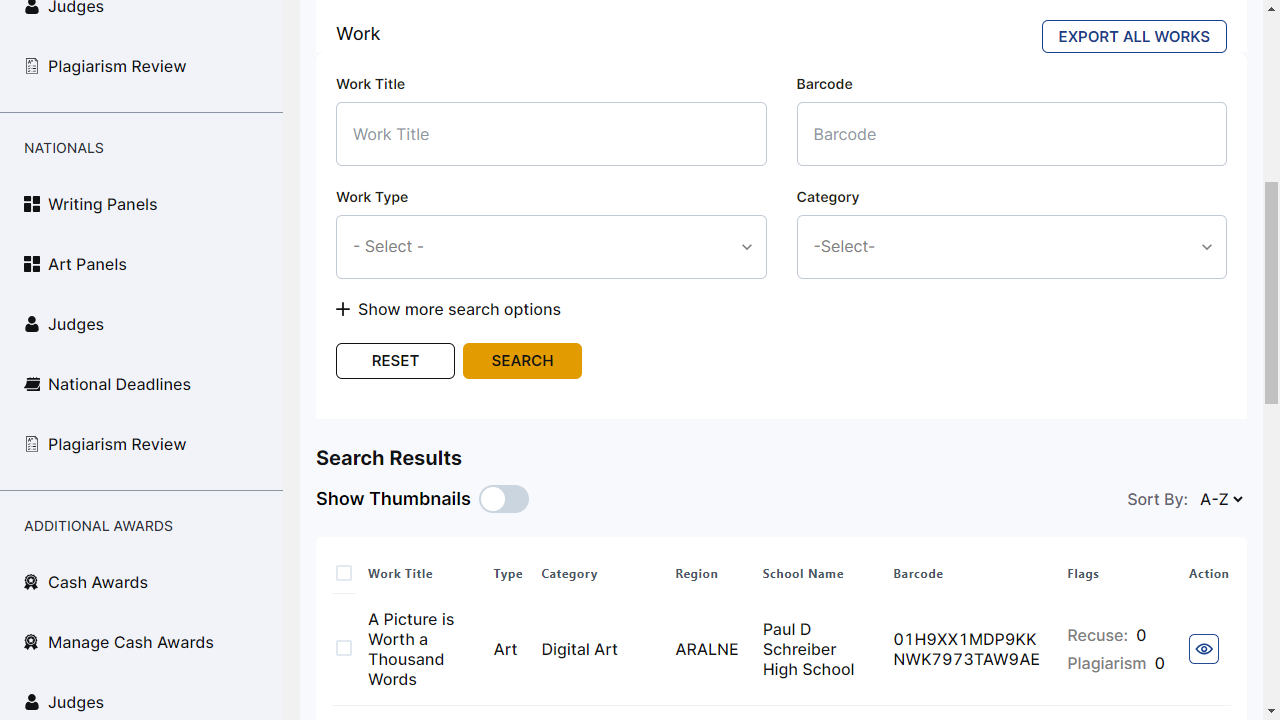 Judges
Plagiarism Review
NATIONALS
Writing Panels
Art Panels
Judges
National Deadlines
Plagiarism Review
ADDITIONAL AWARDS
Cash Awards
Manage Cash Awards
Judges
Work
EXPORT ALL WORKS
Work Title
Barcode
Work Title
Barcode
Work Type
Category
- Select -
-Select-
Show more search options
RESET
SEARCH
Search Results
Show Thumbnails
Sort By: A-Z
Work Title Type Category Region School Name Barcode Flags Action
A Picture is
Worth a
Thousand
Words
Art
Digital Art
ARALNE
Paul D
Schreiber
High School
01H9XX1MDP9KK
NWK7973TAW9AE
Recuse: 0
Plagiarism 0